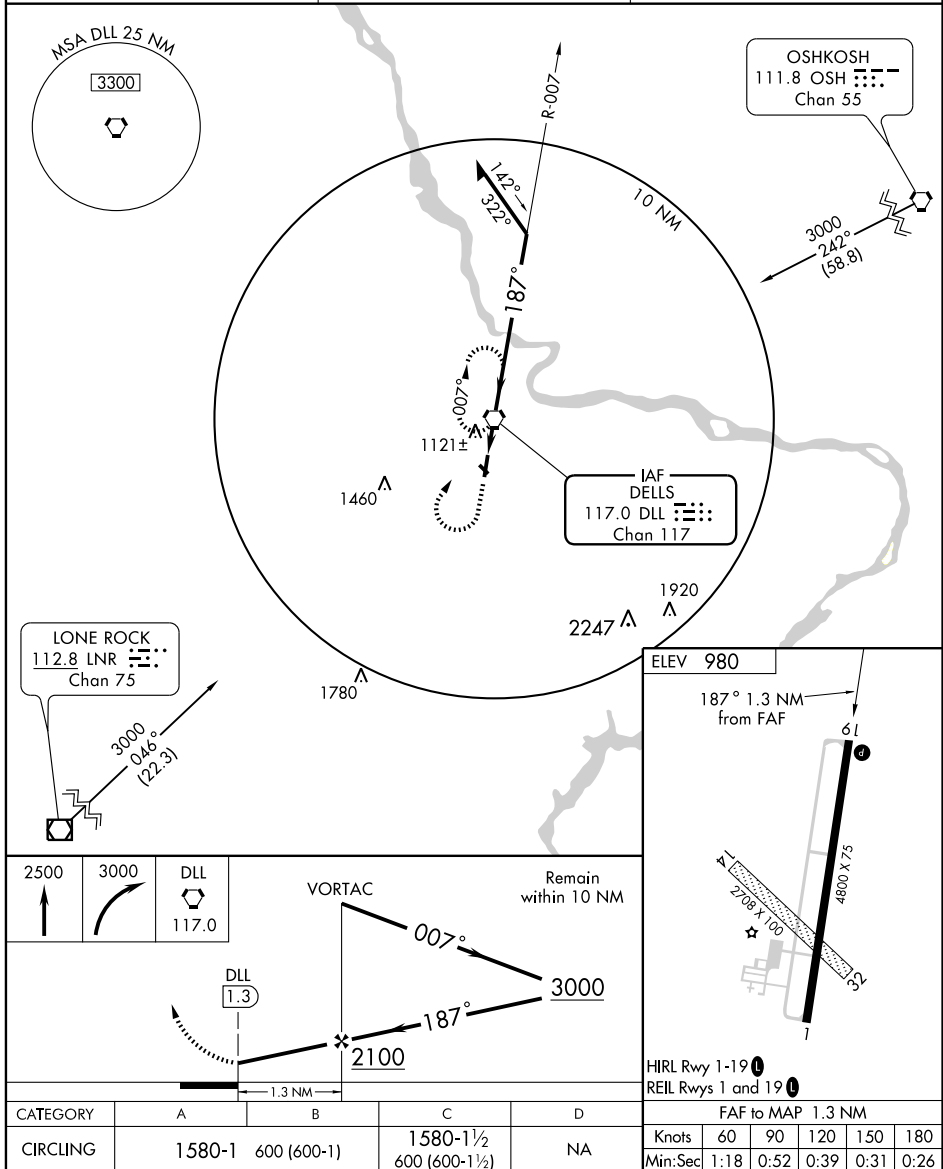 MSA DLL 25 NM
3300
R-007
OSHKOSH
111.8 OSH
Chan 55
3000
242°
(58.8)
10 NM
142°
322°
187°
007°
1121±
1460
IAF
DELLS
117.0 DLL
Chan 117
1920
2247
1780
LONE ROCK
112.8 LNR
Chan 75
3000
046°
(22.3)
ELEV 980
187° 1.3 NM
from FAF
19
P
4800 X 75
14
2708 X 100
32
1
HIRL Rwy 1-19 L
REIL Rwys 1 and 19 L
2500
3000
DLL
117.0
VORTAC
Remain
within 10 NM
007°
3000
187°
2100
DLL
1.3
1.3 NM
CATEGORY A B C D
CIRCLING 1580-1 600 (600-1) 1580-1½ 600 (600-1½) NA
FAF to MAP 1.3 NM
Knots 60 90 120 150 180
Min:Sec 1:18 0:52 0:39 0:31 0:26